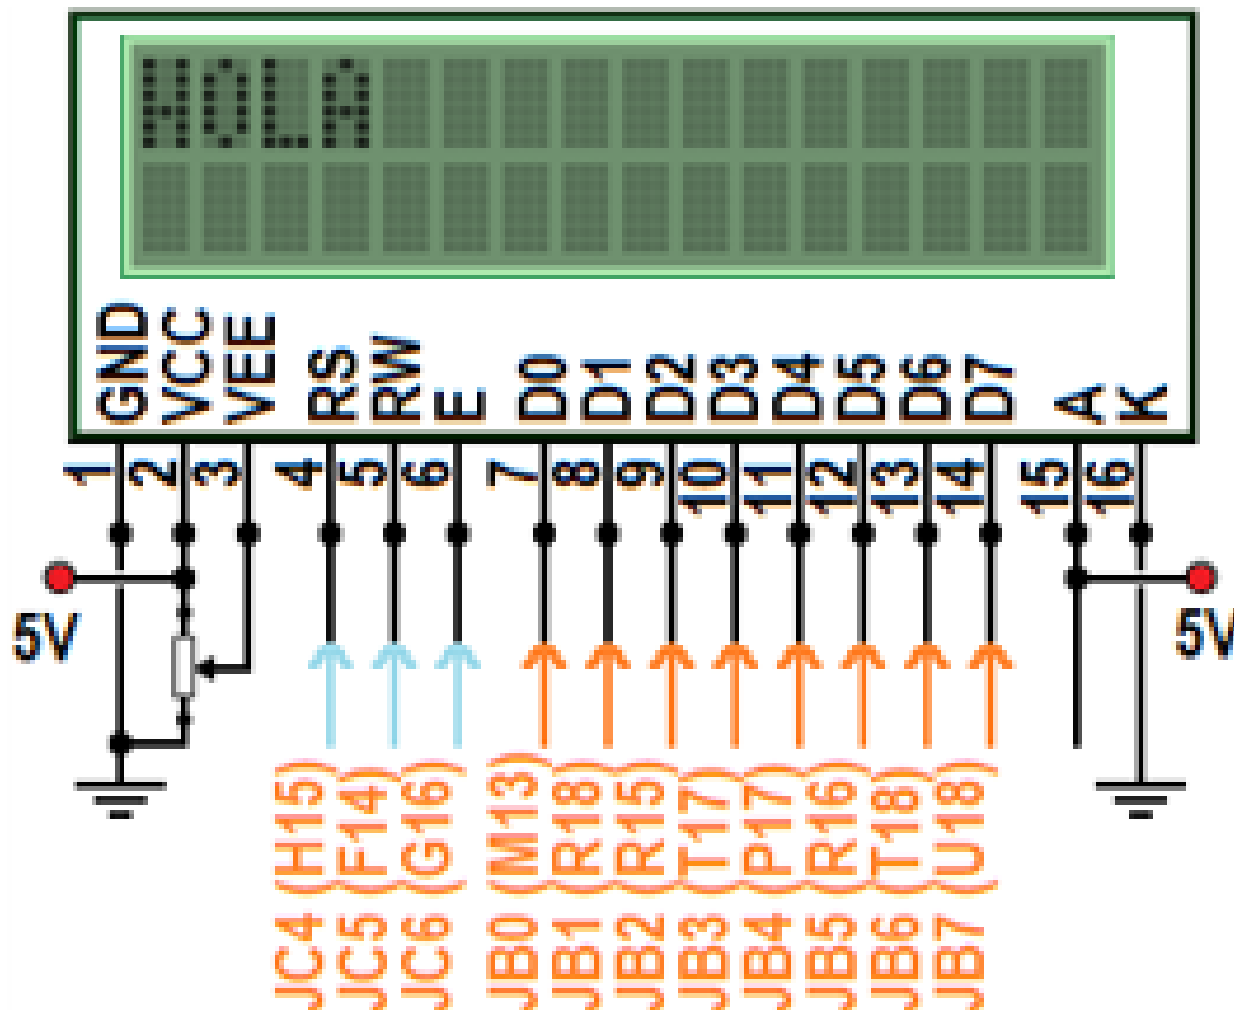 HOLA
GND VCC VEE RS RW E D0 D1 D2 D3 D4 D5 D6 D7 A K
1 2 3 4 5 6 7 8 9 10 11 12 13 14 15 16
5V 5V
JC4 (H15)
JC5 (F14)
JC6 (G16)
JB0 (M13)
JB1 (R18)
JB2 (R15)
JB3 (T17)
JB4 (P17)
JB5 (R16)
JB6 (T18)
JB7 (U18)